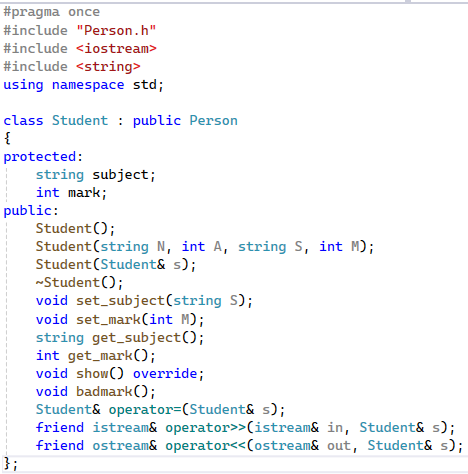 #pragma once
#include "Person.h"
#include <iostream>
#include <string>
using namespace std;

class Student : public Person
{
protected:
    string subject;
    int mark;
public:
    Student();
    Student(string N, int A, string S, int M);
    Student(Student& s);
    ~Student();
    void set_subject(string S);
    void set_mark(int M);
    string get_subject();
    int get_mark();
    void show() override;
    void badmark();
    Student& operator=(Student& s);
    friend istream& operator>>(istream& in, Student& s);
    friend ostream& operator<<(ostream& out, Student& s);
};